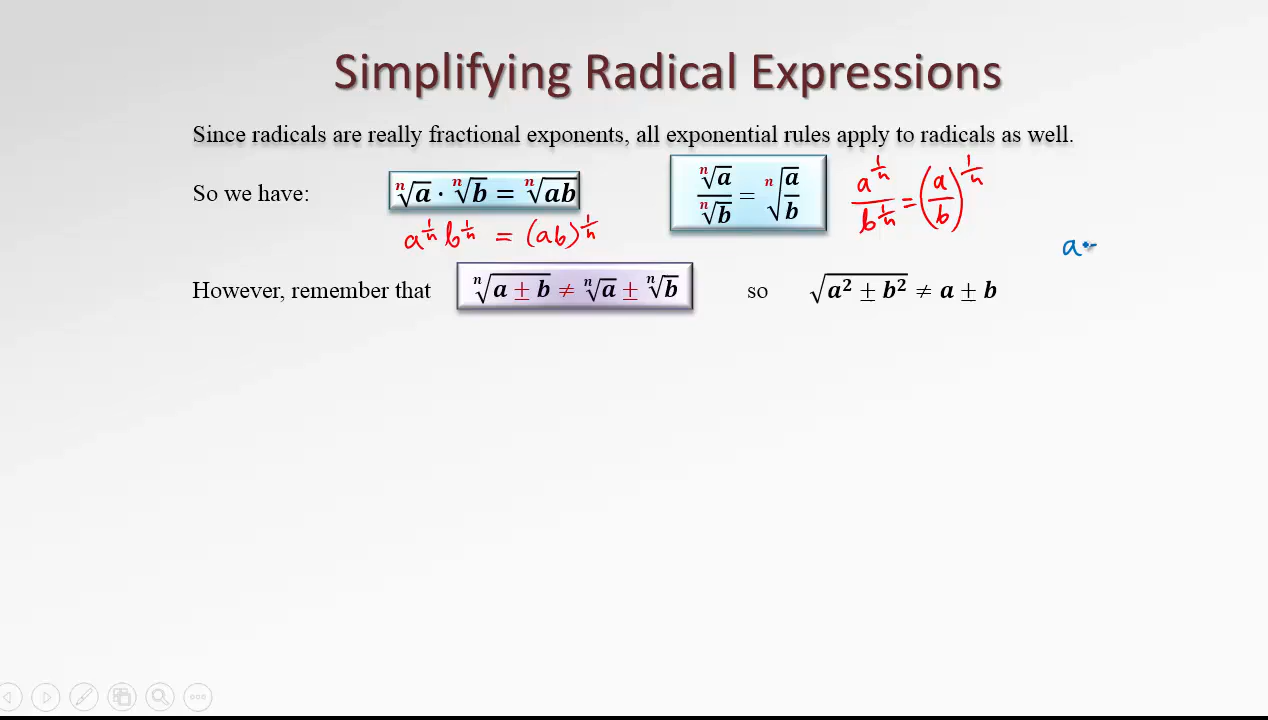 Simplifying Radical Expressions
Since radicals are really fractional exponents, all exponential rules apply to radicals as well.
So we have: ⁿ√a · ⁿ√b = ⁿ√ab ⁿ√a / ⁿ√b = ⁿ√(a/b) a^(1/n) / b^(1/n) = (a/b)^(1/n)
a^(1/n) b^(1/n) = (ab)^(1/n)
a
However, remember that ⁿ√(a ± b) ≠ ⁿ√a ± ⁿ√b so √(a² ± b²) ≠ a ± b